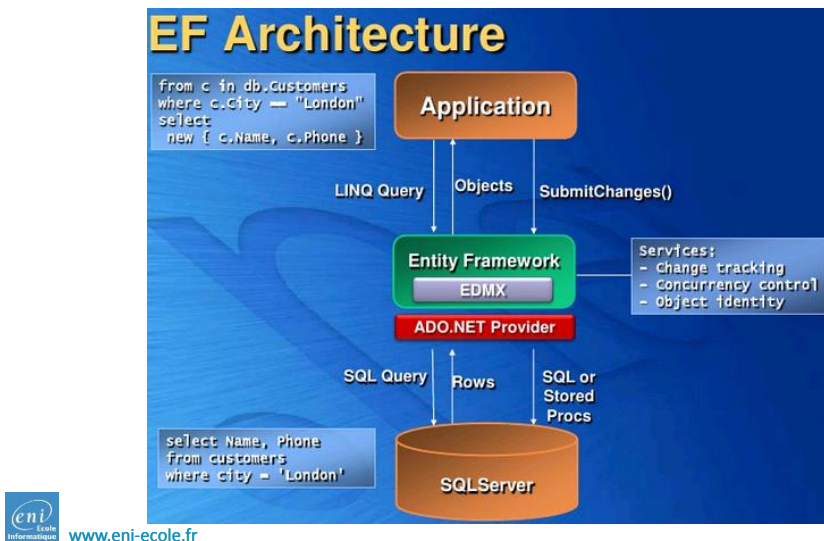 EF Architecture
from c in db.Customers
where c.City == "London"
select
new { c.Name, c.Phone }
Application
LINQ Query
Objects
SubmitChanges()
Entity Framework
EDMX
ADO.NET Provider
Services:
- Change tracking
- Concurrency control
- Object identity
SQL Query
Rows
SQL or
Stored
Procs
select Name, Phone
from customers
where city = 'London'
SQLServer
eni
Ecole
Informatique
www.eni-ecole.fr